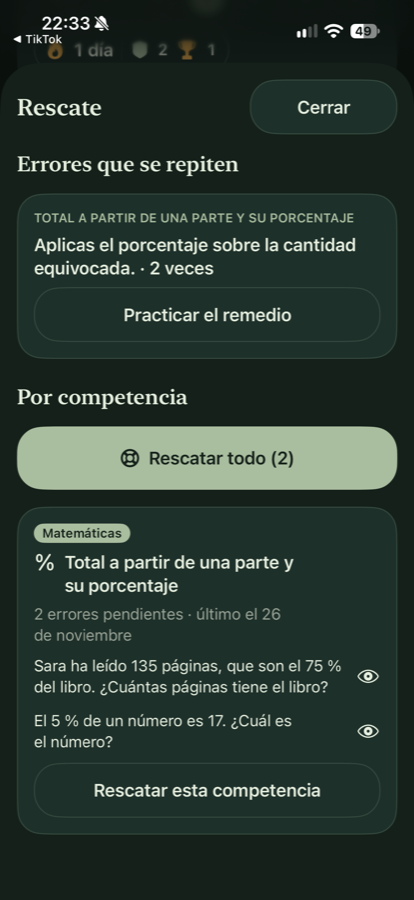 22:33
◀ TikTok
49
1 día 2 1
Rescate
Cerrar
Errores que se repiten
TOTAL A PARTIR DE UNA PARTE Y SU PORCENTAJE
Aplicas el porcentaje sobre la cantidad
equivocada. · 2 veces
Practicar el remedio
Por competencia
Rescatar todo (2)
Matemáticas
% Total a partir de una parte y
su porcentaje
2 errores pendientes · último el 26
de noviembre
Sara ha leído 135 páginas, que son el 75 %
del libro. ¿Cuántas páginas tiene el libro?
El 5 % de un número es 17. ¿Cuál es
el número?
Rescatar esta competencia